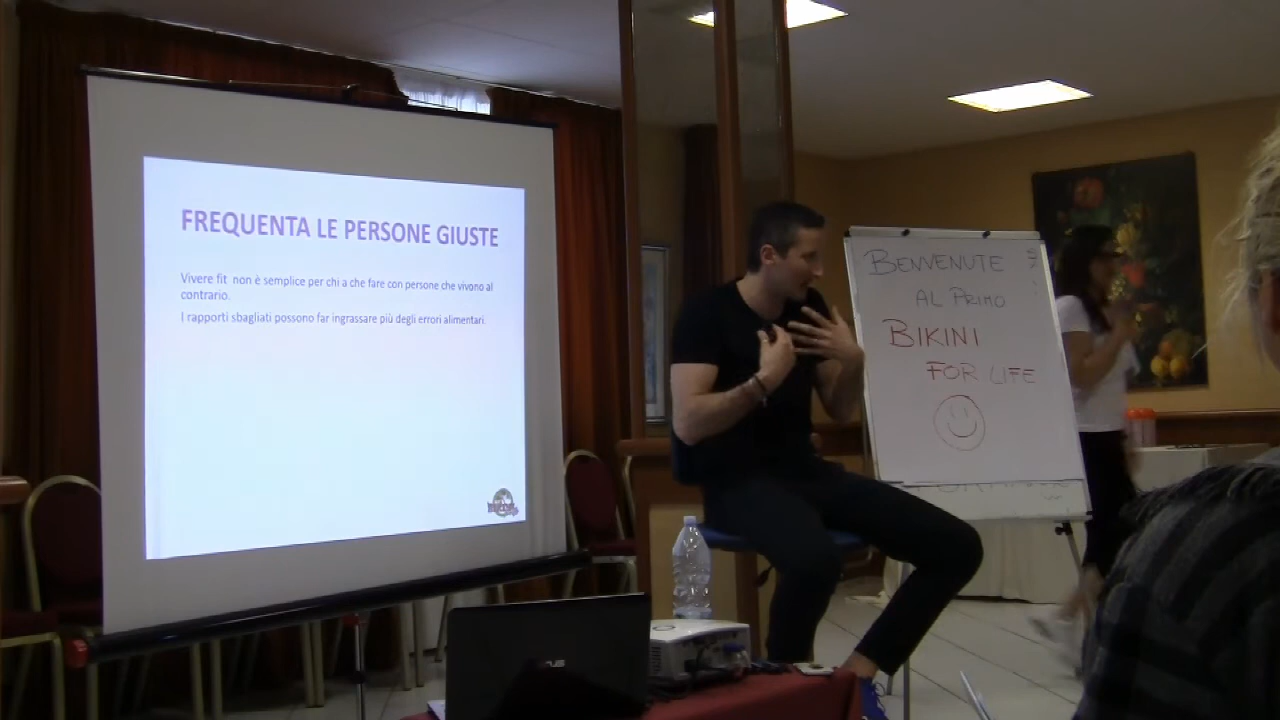 FREQUENTA LE PERSONE GIUSTE
Vivere fit non è semplice per chi a che fare con persone che vivono al
contrario.
I rapporti sbagliati possono far ingrassare più degli errori alimentari.
BENVENUTE
AL PRIMO
BIKINI
FOR LIFE